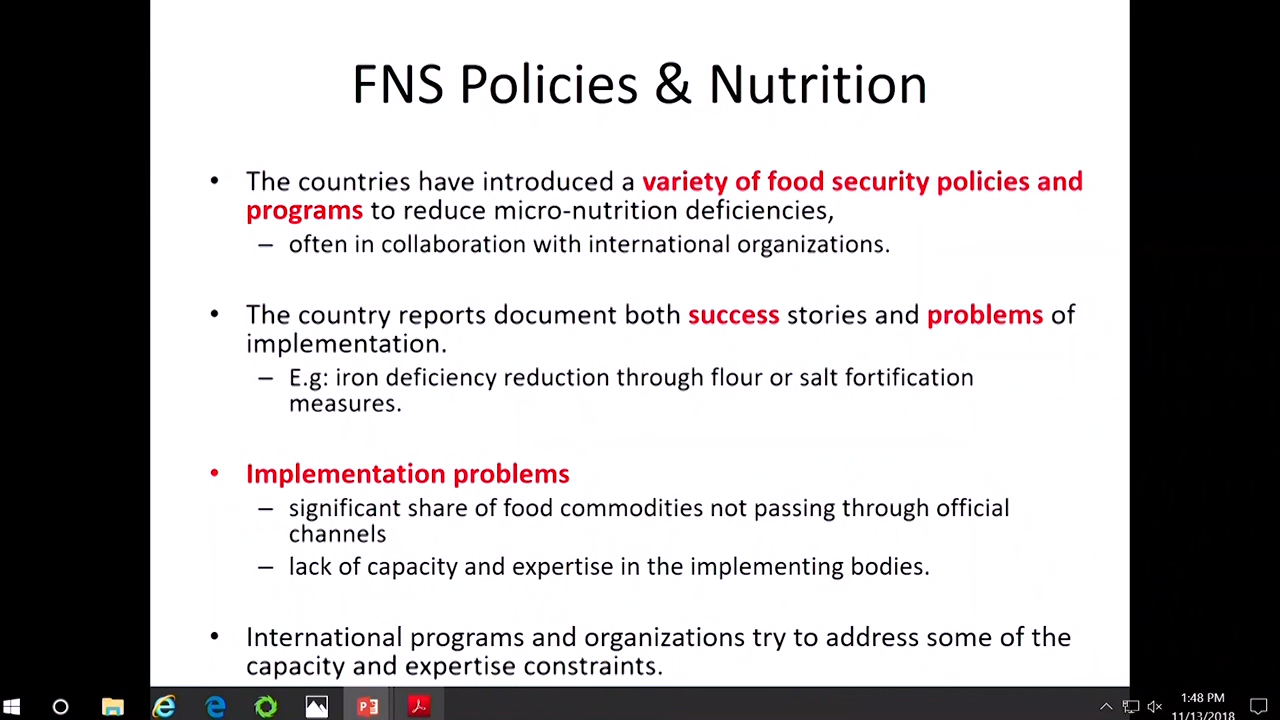 FNS Policies & Nutrition
• The countries have introduced a variety of food security policies and
programs to reduce micro-nutrition deficiencies,
– often in collaboration with international organizations.
• The country reports document both success stories and problems of
implementation.
– E.g: iron deficiency reduction through flour or salt fortification
measures.
• Implementation problems
– significant share of food commodities not passing through official
channels
– lack of capacity and expertise in the implementing bodies.
• International programs and organizations try to address some of the
capacity and expertise constraints.
1:48 PM
11/13/2018